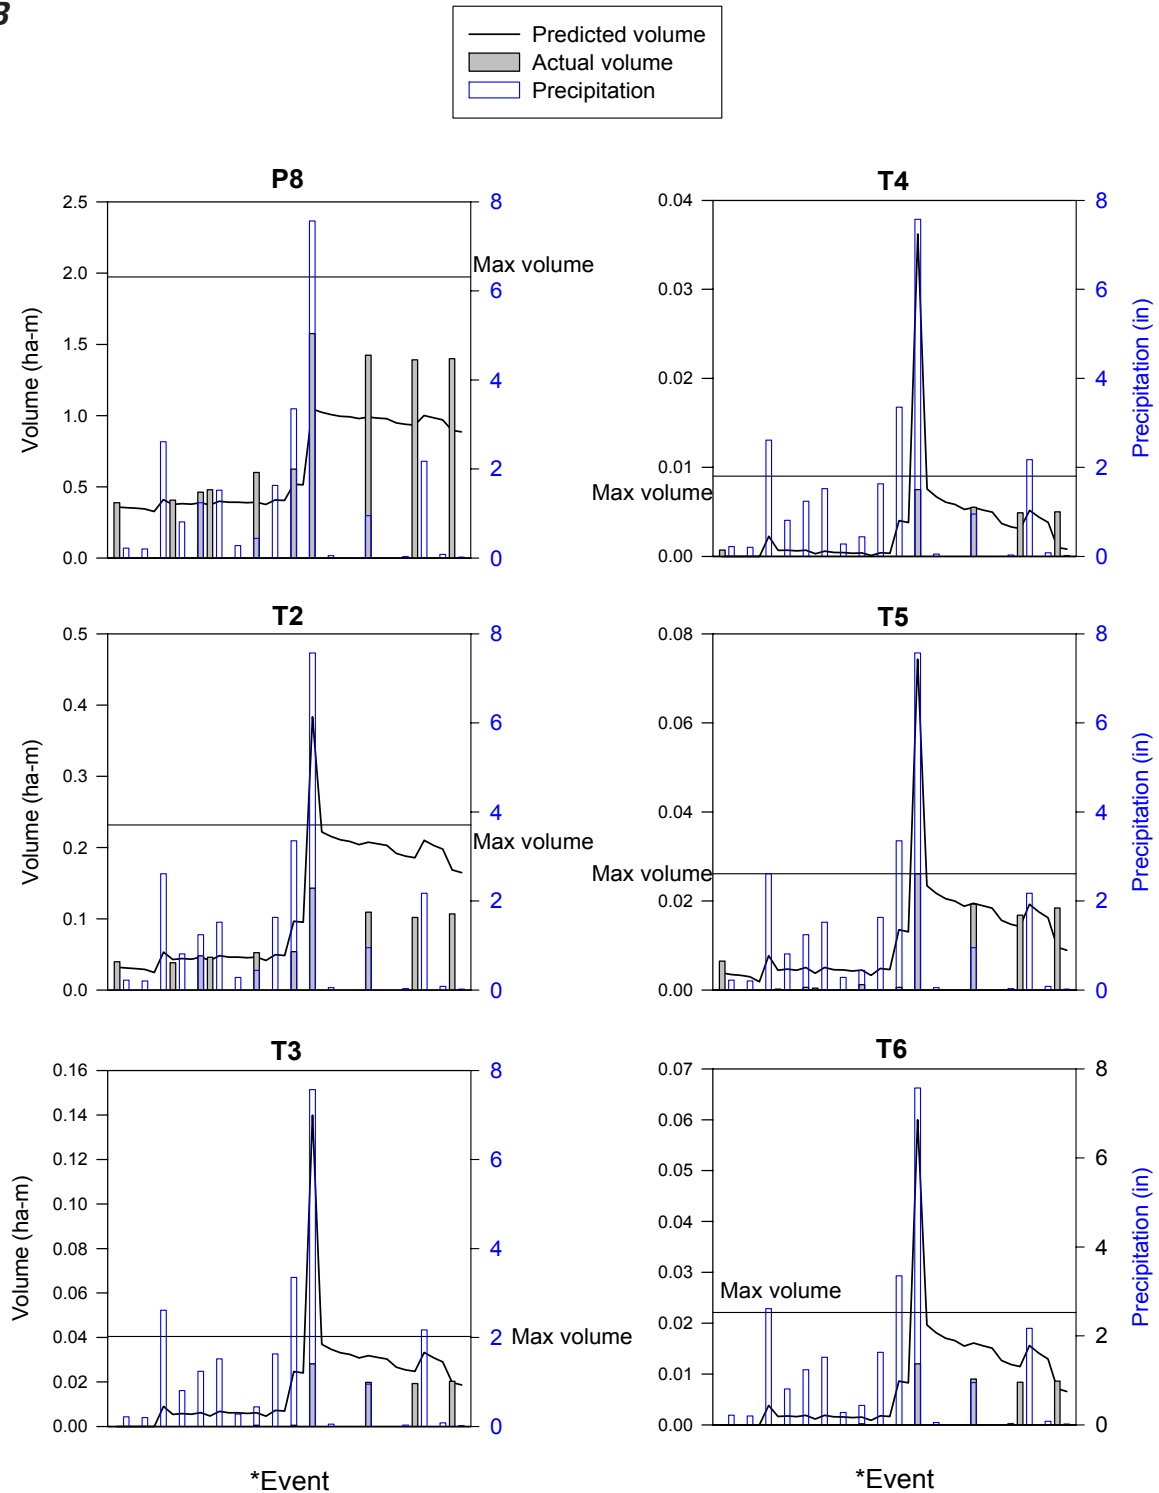 B
Predicted volume
Actual volume
Precipitation
P8
2.5
2.0
1.5
1.0
0.5
0.0
Volume (ha-m)
8
6
4
2
0
Max volume
T4
0.04
0.03
0.02
0.01
0.00
Max volume
8
6
4
2
0
Precipitation (in)
T2
0.5
0.4
0.3
0.2
0.1
0.0
Volume (ha-m)
8
6
4
2
0
Max volume
T5
0.08
0.06
0.04
0.02
0.00
Max volume
8
6
4
2
0
Precipitation (in)
T3
0.16
0.14
0.12
0.10
0.08
0.06
0.04
0.02
0.00
Volume (ha-m)
8
6
4
2
0
Max volume
*Event
T6
0.07
0.06
0.05
0.04
0.03
0.02
0.01
0.00
Max volume
8
6
4
2
0
Precipitation (in)
*Event